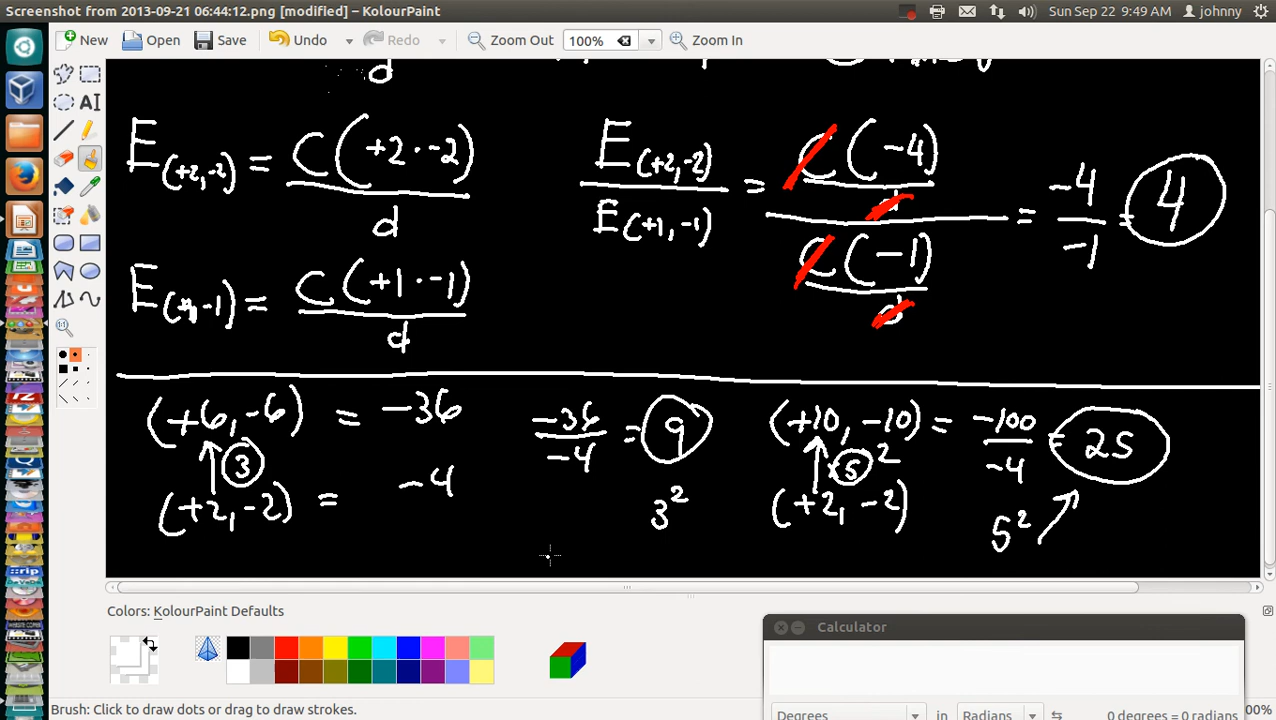 Screenshot from 2013-09-21 06:44:12.png [modified] – KolourPaint
Sun Sep 22 9:49 AM johnny
New Open Save Undo Redo Zoom Out 100% Zoom In
d
E(+2,-2) = C(+2·-2)
d
E(+2,-2) = C(-4)
E(+1,-1)
d
C(-1)
d
= -4
-1
= 4
-1) = C(+1·-1)
d
(+6,-6) = -36
3
(+2,-2) = -4
-36
-4
= 9
3²
(+10,-10) = -100
-4
= 25
5 2
(+2,-2)
5²
Colors: KolourPaint Defaults
Calculator
Degrees in Radians 0 degrees = 0 radians
Brush: Click to draw dots or drag to draw strokes.
00%